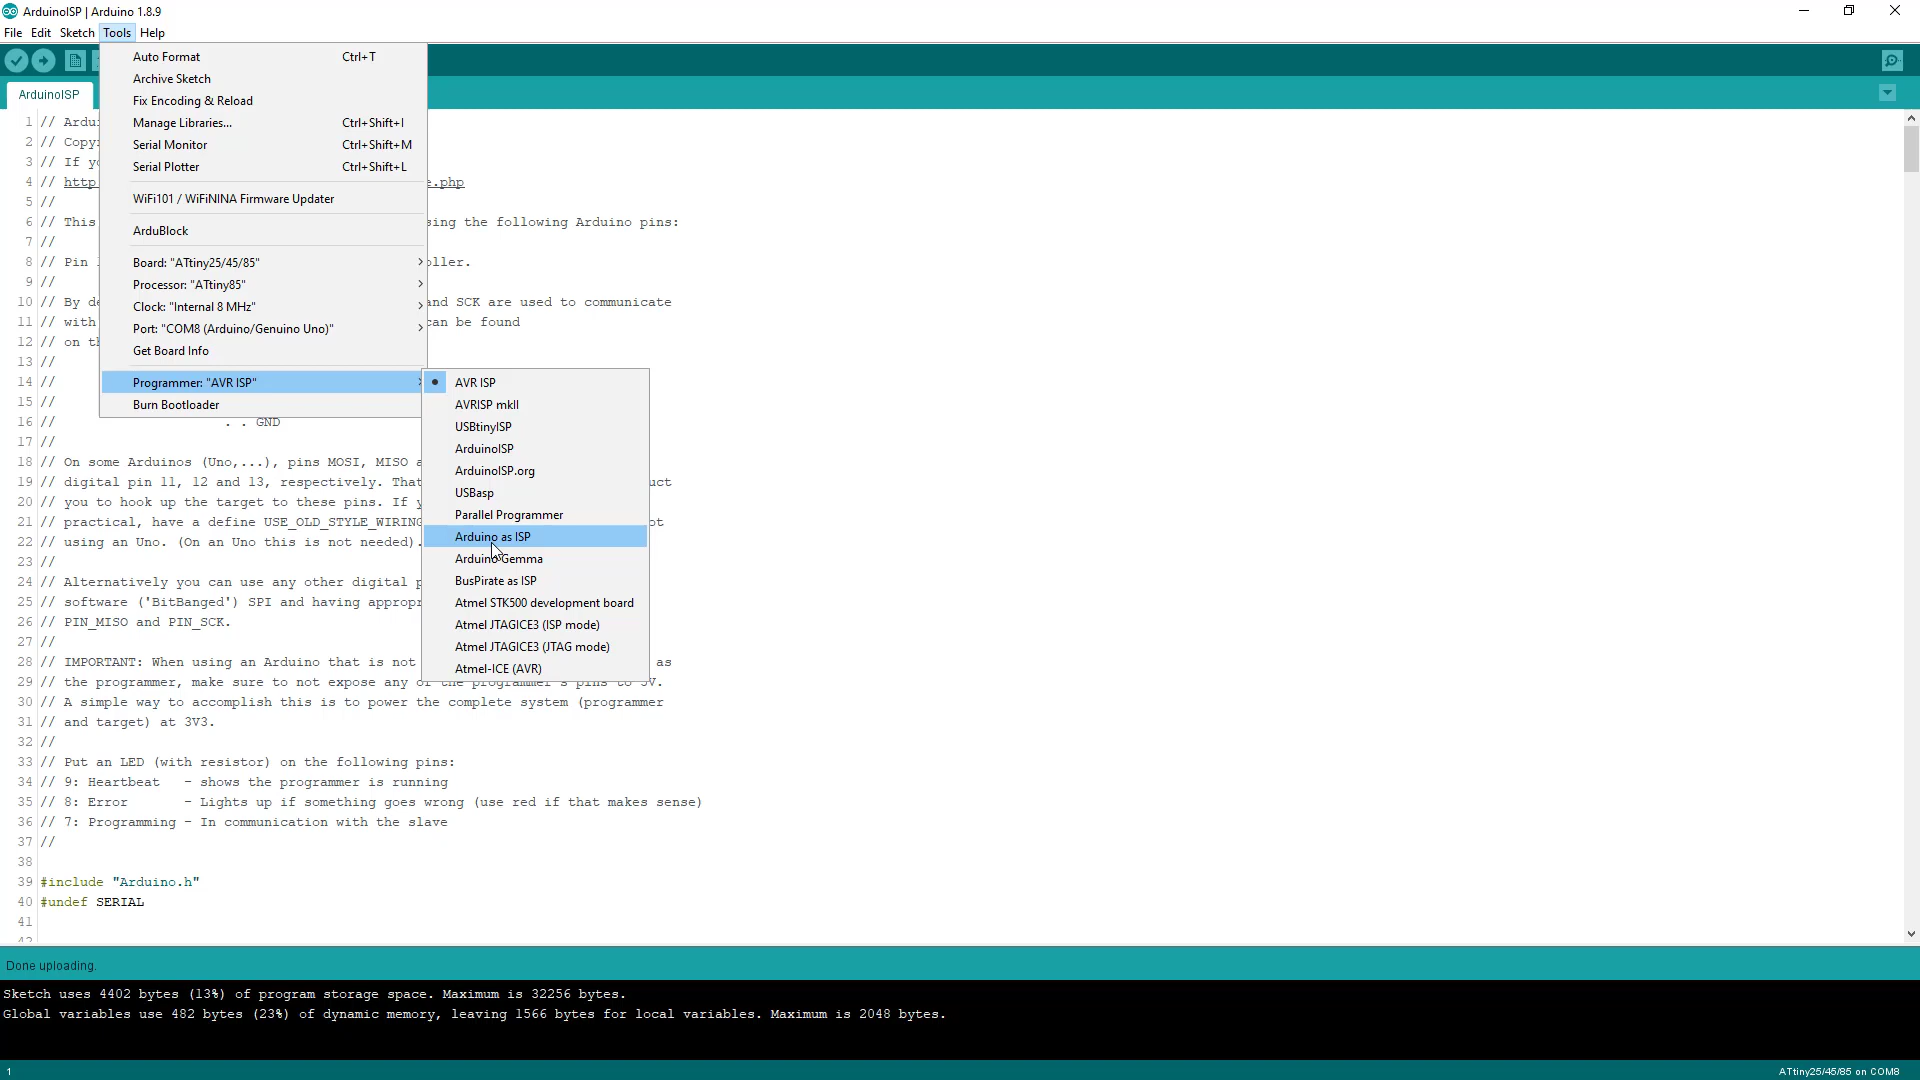 ArduinoISP | Arduino 1.8.9
File Edit Sketch Tools Help
Auto Format Ctrl+T
Archive Sketch
Fix Encoding & Reload
Manage Libraries... Ctrl+Shift+I
Serial Monitor Ctrl+Shift+M
Serial Plotter Ctrl+Shift+L
WiFi101 / WiFiNINA Firmware Updater
ArduBlock
Board: "ATtiny25/45/85"
Processor: "ATtiny85"
Clock: "Internal 8 MHz"
Port: "COM8 (Arduino/Genuino Uno)"
Get Board Info
Programmer: "AVR ISP"
Burn Bootloader
AVR ISP
AVRISP mkII
USBtinyISP
ArduinoISP
ArduinoISP.org
USBasp
Parallel Programmer
Arduino as ISP
Arduino Gemma
BusPirate as ISP
Atmel STK500 development board
Atmel JTAGICE3 (ISP mode)
Atmel JTAGICE3 (JTAG mode)
Atmel-ICE (AVR)
ArduinoISP
1 //
2 //
3 // If
4 // http e.php
5 //
6 // This sing the following Arduino pins:
7 //
8 // Pin ller.
9 //
10 // By and SCK are used to communicate
11 // with can be found
12 // on
13 //
14 //
15 //
16 // . . GND
17 //
18 // On some Arduinos (Uno,...), pins MOSI, MISO
19 // digital pin 11, 12 and 13, respectively. That uct
20 // you to hook up the target to these pins. If
21 // practical, have a define USE_OLD_STYLE_WIRING ot
22 // using an Uno. (On an Uno this is not needed).
23 //
24 // Alternatively you can use any other digital
25 // software ('BitBanged') SPI and having
26 // PIN_MISO and PIN_SCK.
27 //
28 // IMPORTANT: When using an Arduino that is not as
29 // the programmer, make sure to not expose any of the programmer's pins to 5V.
30 // A simple way to accomplish this is to power the complete system (programmer
31 // and target) at 3V3.
32 //
33 // Put an LED (with resistor) on the following pins:
34 // 9: Heartbeat - shows the programmer is running
35 // 8: Error - Lights up if something goes wrong (use red if that makes sense)
36 // 7: Programming - In communication with the slave
37 //
38
39 #include "Arduino.h"
40 #undef SERIAL
41
42
Done uploading.
Sketch uses 4402 bytes (13%) of program storage space. Maximum is 32256 bytes.
Global variables use 482 bytes (23%) of dynamic memory, leaving 1566 bytes for local variables. Maximum is 2048 bytes.
1 ATtiny25/45/85 on COM8